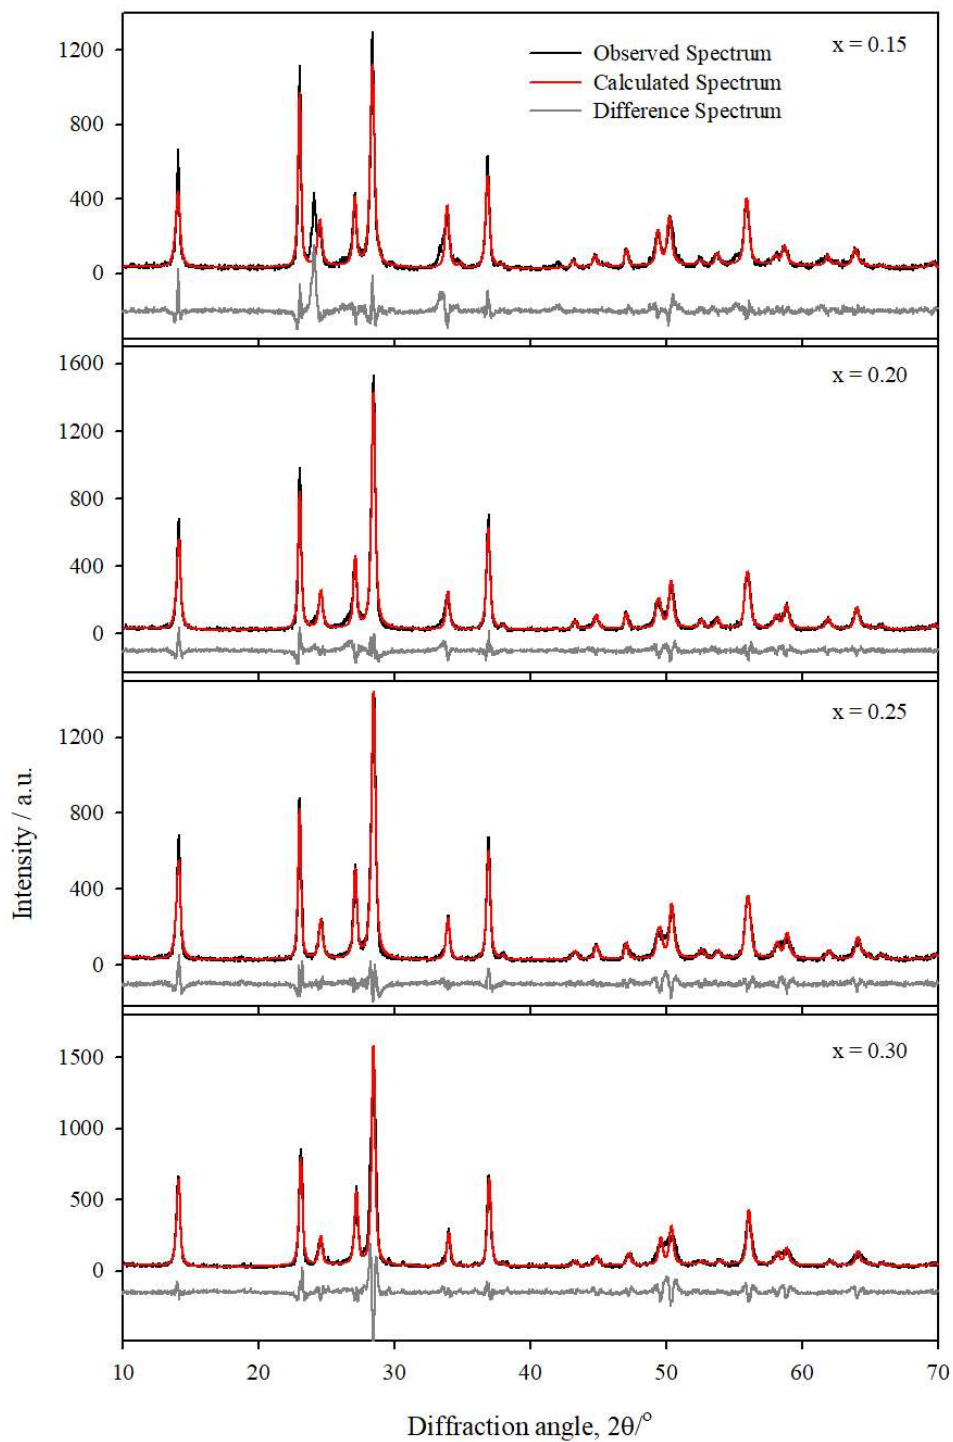 x = 0.15
Observed Spectrum
Calculated Spectrum
Difference Spectrum
1200
800
400
0
x = 0.20
1600
1200
800
400
0
x = 0.25
1200
800
400
0
x = 0.30
1500
1000
500
0
Intensity / a.u.
10 20 30 40 50 60 70
Diffraction angle, 2θ/°